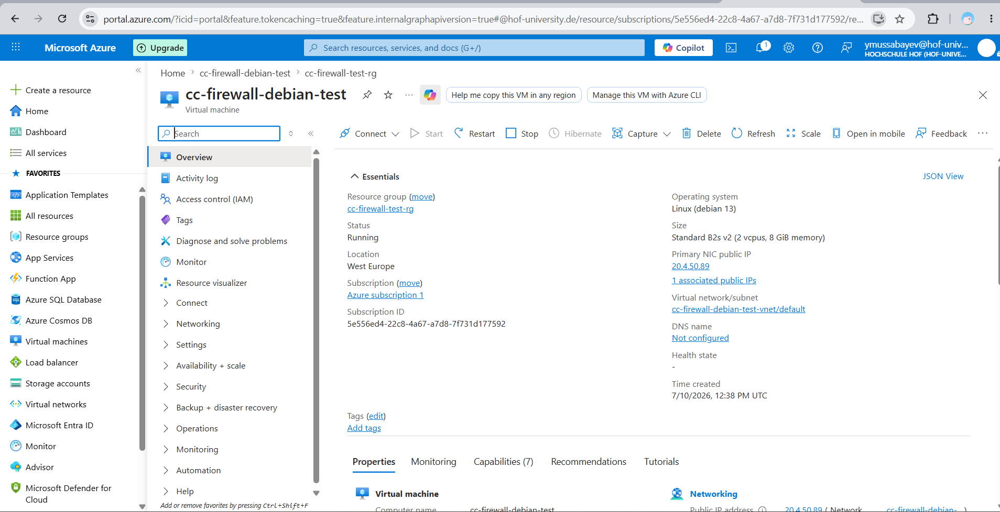 portal.azure.com/?icid=portal&feature.tokencaching=true&feature.internalgraphapiversion=true#@hof-university.de/resource/subscriptions/5e556ed4-22c8-4a67-a7d8-7f731d177592/re...
Microsoft Azure
Upgrade
Search resources, services, and docs (G+/)
Copilot
1
ymussabayev@hof-univ...
HOCHSCHULE HOF (HOF-UNIVE...
Create a resource
Home
Dashboard
All services
FAVORITES
Application Templates
All resources
Resource groups
App Services
Function App
Azure SQL Database
Azure Cosmos DB
Virtual machines
Load balancer
Storage accounts
Virtual networks
Microsoft Entra ID
Monitor
Advisor
Microsoft Defender for
Cloud
Home > cc-firewall-debian-test > cc-firewall-test-rg
cc-firewall-debian-test
Virtual machine
Help me copy this VM in any region
Manage this VM with Azure CLI
Search
Overview
Activity log
Access control (IAM)
Tags
Diagnose and solve problems
Monitor
Resource visualizer
Connect
Networking
Settings
Availability + scale
Security
Backup + disaster recovery
Operations
Monitoring
Automation
Help
Add or remove favorites by pressing Ctrl+Shift+F
Connect
Start
Restart
Stop
Hibernate
Capture
Delete
Refresh
Scale
Open in mobile
Feedback
Essentials
JSON View
Resource group (move)
cc-firewall-test-rg
Status
Running
Location
West Europe
Subscription (move)
Azure subscription 1
Subscription ID
5e556ed4-22c8-4a67-a7d8-7f731d177592
Operating system
Linux (debian 13)
Size
Standard B2s v2 (2 vcpus, 8 GiB memory)
Primary NIC public IP
20.4.50.89
1 associated public IPs
Virtual network/subnet
cc-firewall-debian-test-vnet/default
DNS name
Not configured
Health state
-
Time created
7/10/2026, 12:38 PM UTC
Tags (edit)
Add tags
Properties
Monitoring
Capabilities (7)
Recommendations
Tutorials
Virtual machine
Computer name
cc-firewall-debian-test
Networking
Public IP address
20.4.50.89 ( Network
cc-firewall-debian- )